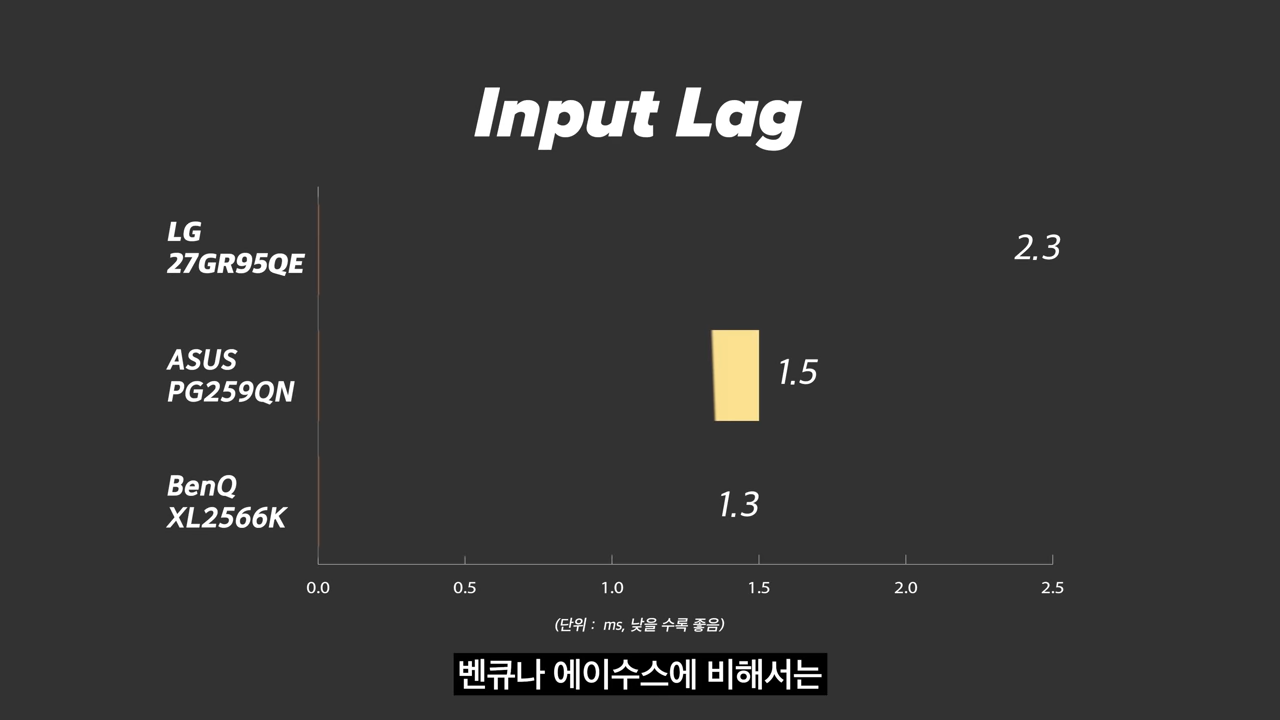 Input Lag
LG
27GR95QE
2.3
ASUS
PG259QN
1.5
BenQ
XL2566K
1.3
0.0 0.5 1.0 1.5 2.0 2.5
(단위 : ms, 낮을 수록 좋음)
벤큐나 에이수스에 비해서는